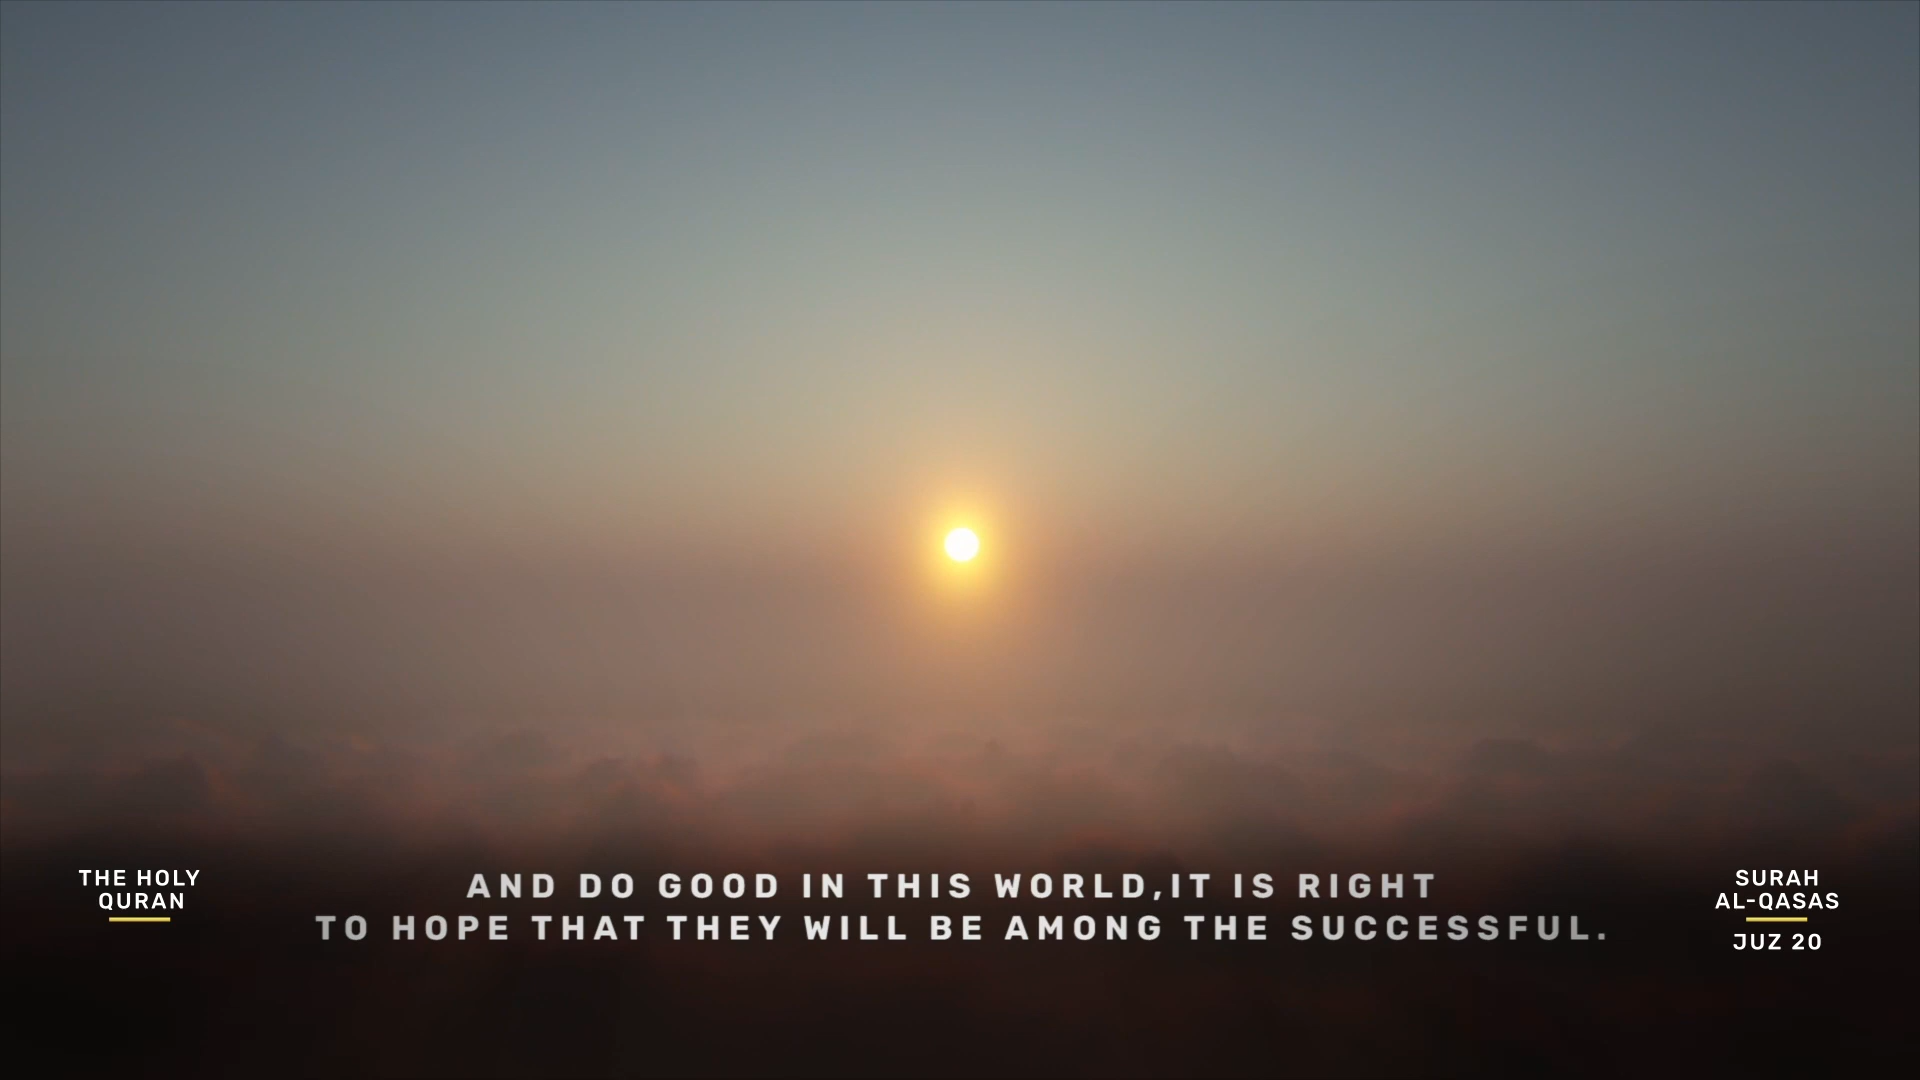 THE HOLY
QURAN
AND DO GOOD IN THIS WORLD,IT IS RIGHT
TO HOPE THAT THEY WILL BE AMONG THE SUCCESSFUL.
SURAH
AL-QASAS
JUZ 20